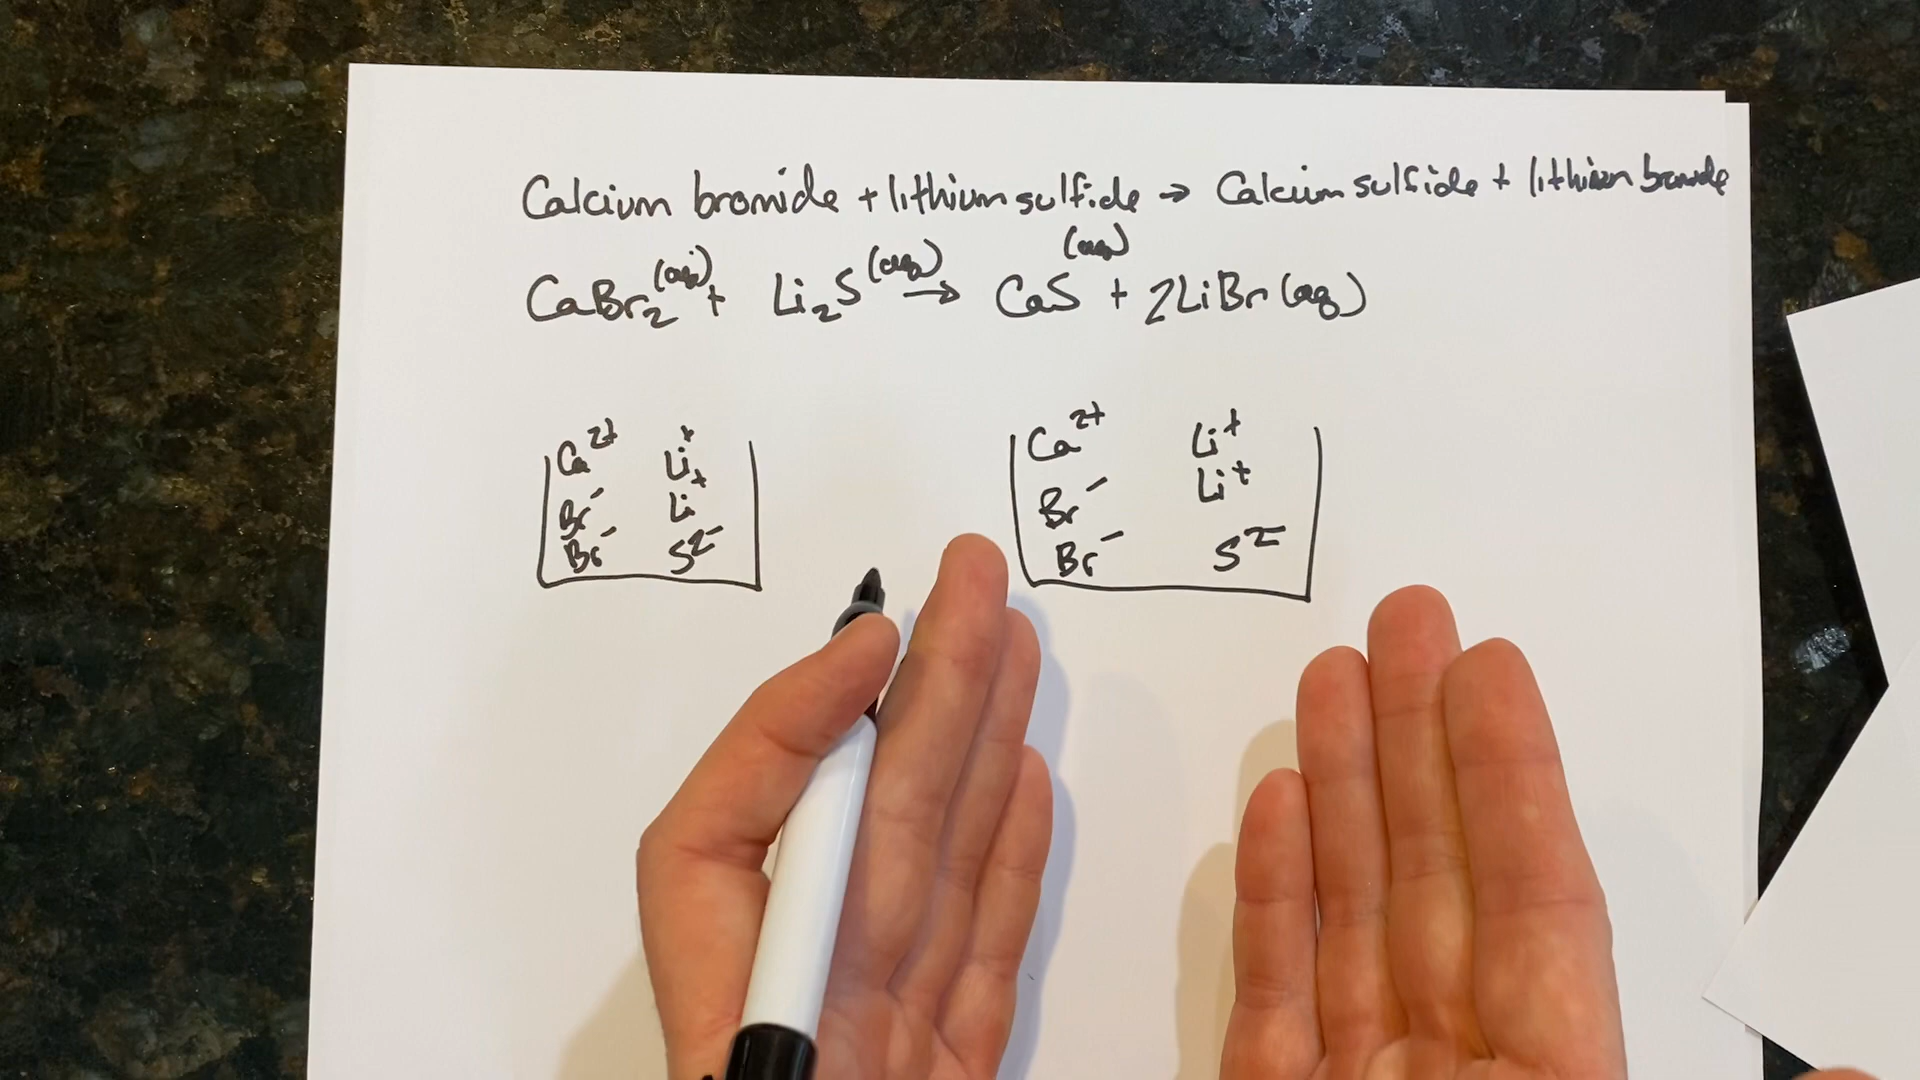 Calcium bromide + lithium sulfide → Calcium sulfide + lithium bromide
CaBr₂(aq) + Li₂S(aq) → CaS(aq) + 2LiBr(aq)
Ca²⁺ Li⁺ Ca²⁺ Li⁺
Br⁻ Li⁺ Br⁻ Li⁺
Br⁻ S²⁻ Br⁻ S²⁻